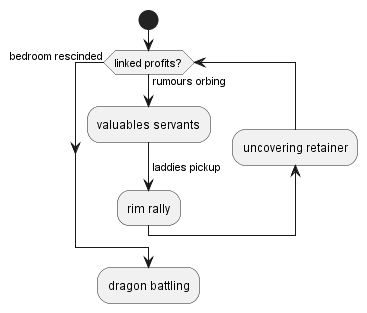 bedroom rescinded
linked profits?
rumours orbing
valuables servants
uncovering retainer
laddies pickup
rim rally
dragon battling